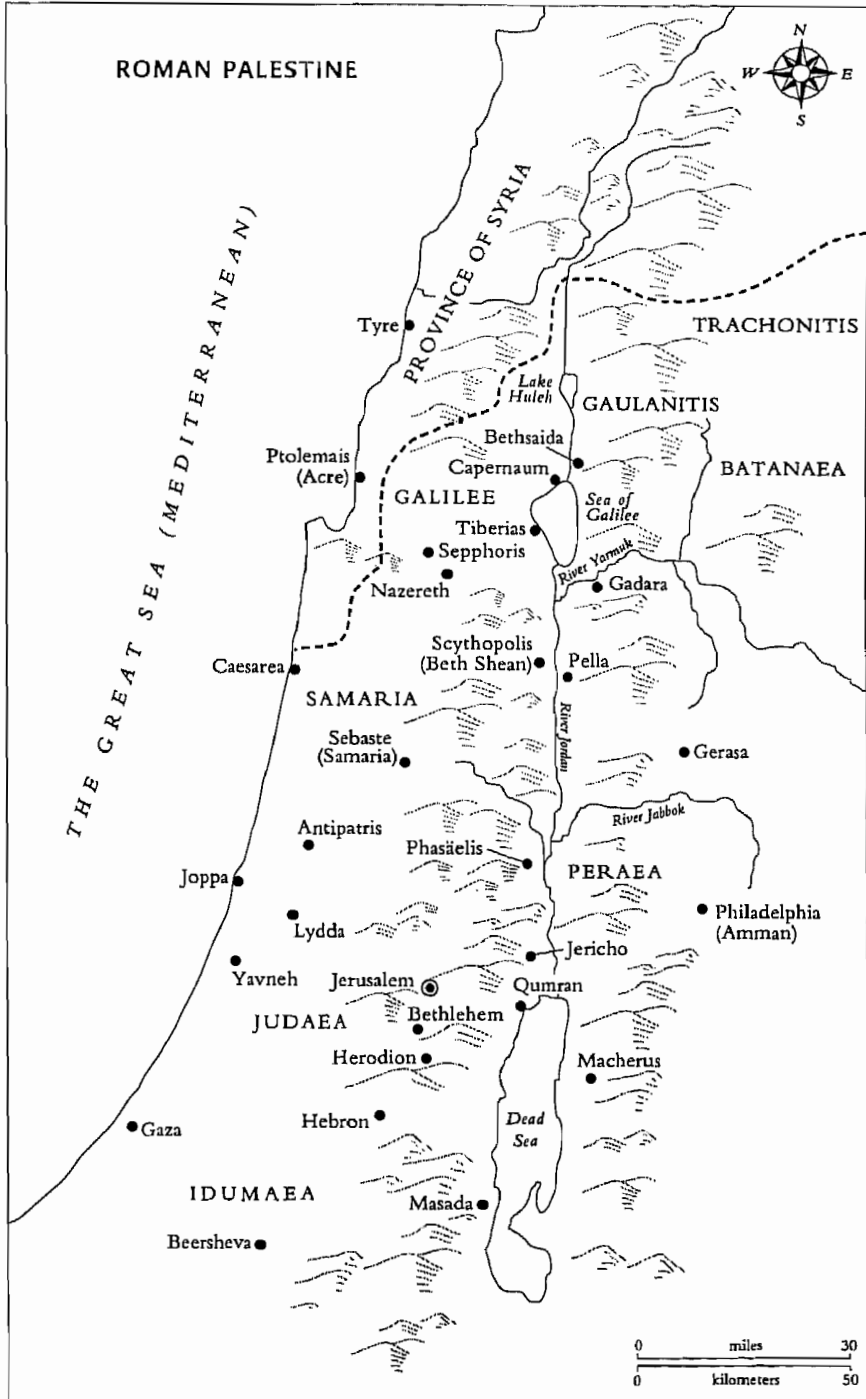 ROMAN PALESTINE
N
W
E
S
THE GREAT SEA (MEDITERRANEAN)
PROVINCE OF SYRIA
Tyre
TRACHONITIS
Lake
Huleh
GAULANITIS
Bethsaida
Ptolemais
(Acre)
Capernaum
BATANAEA
GALILEE
Sea of
Galilee
Tiberias
Sepphoris
River Yarmuk
Nazereth
Gadara
Scythopolis
(Beth Shean)
Pella
Caesarea
SAMARIA
River Jordan
Sebaste
(Samaria)
Gerasa
River Jabbok
Antipatris
Phasäelis
PERAEA
Joppa
Philadelphia
(Amman)
Lydda
Jericho
Yavneh
Jerusalem
Qumran
JUDAEA
Bethlehem
Herodion
Macherus
Gaza
Hebron
Dead
Sea
IDUMAEA
Masada
Beersheva
0 miles 30
0 kilometers 50